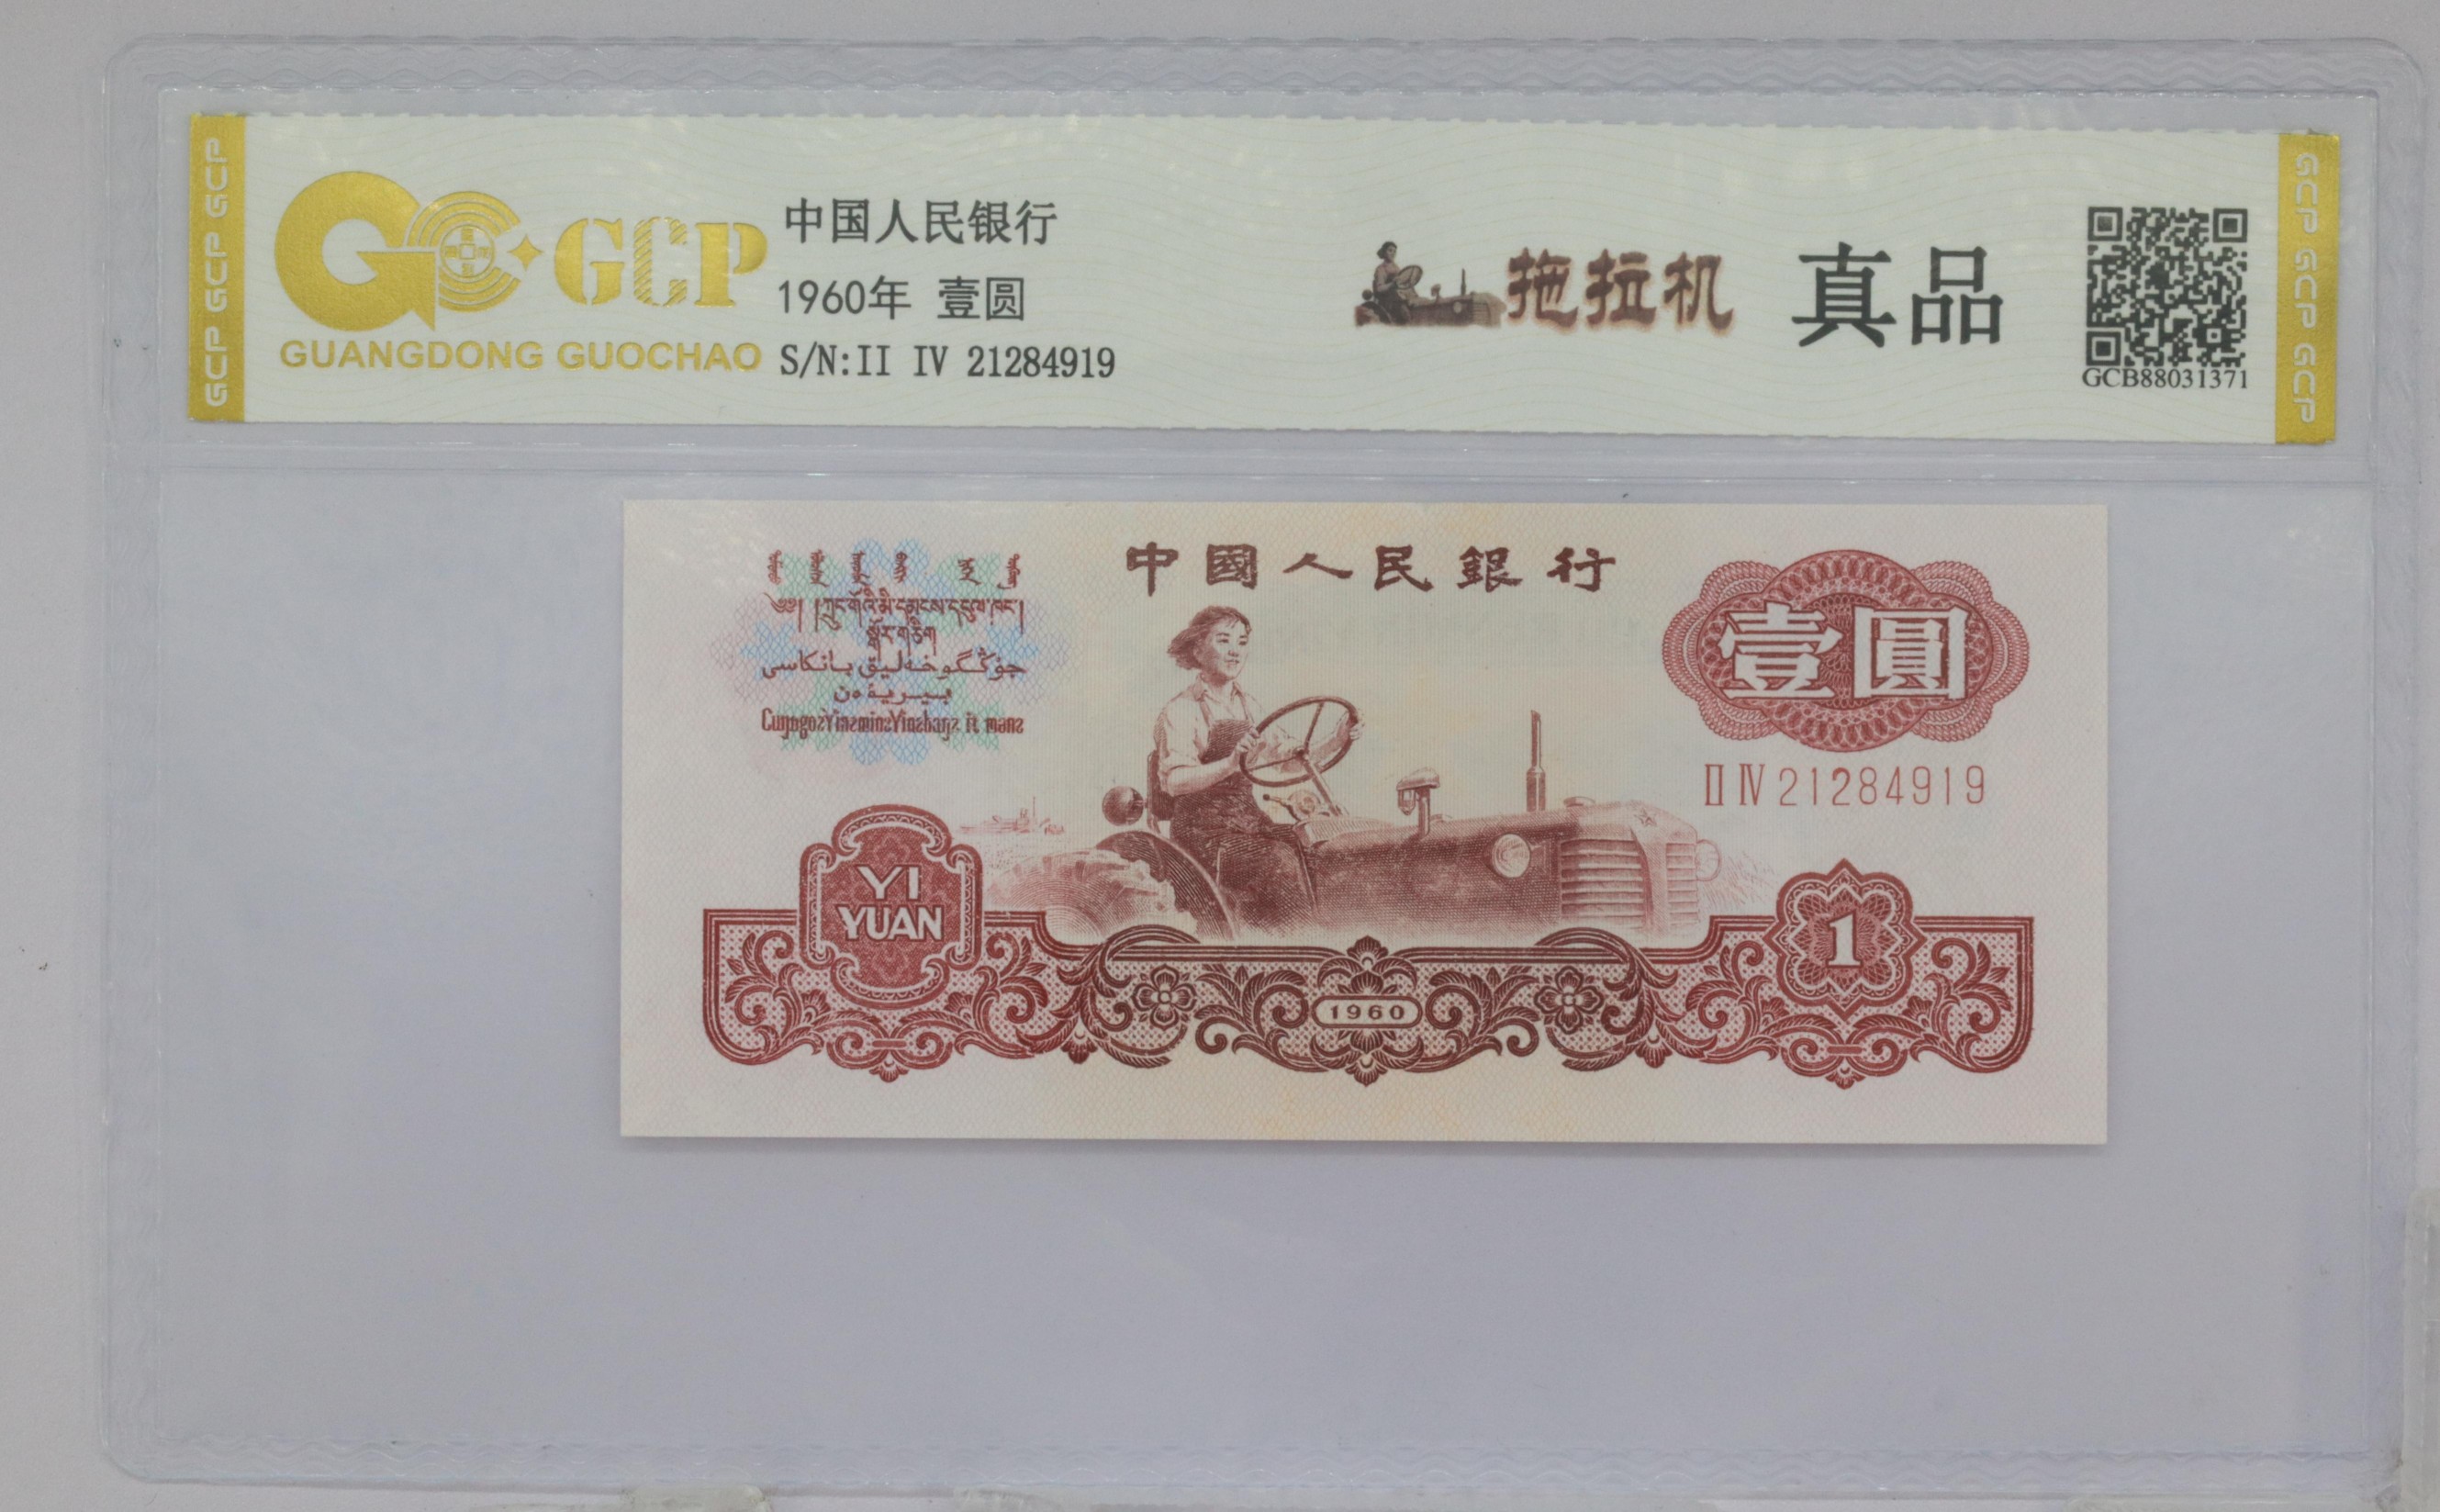 GCP GCP GCP
GCP
GUANGDONG GUOCHAO
中国人民银行
1960年 壹圆
S/N:II IV 21284919
拖拉机
真品
GCB88031371
GCP GCP GCP
中國人民銀行
壹圓
II IV 21284919
YI
YUAN
1960
1